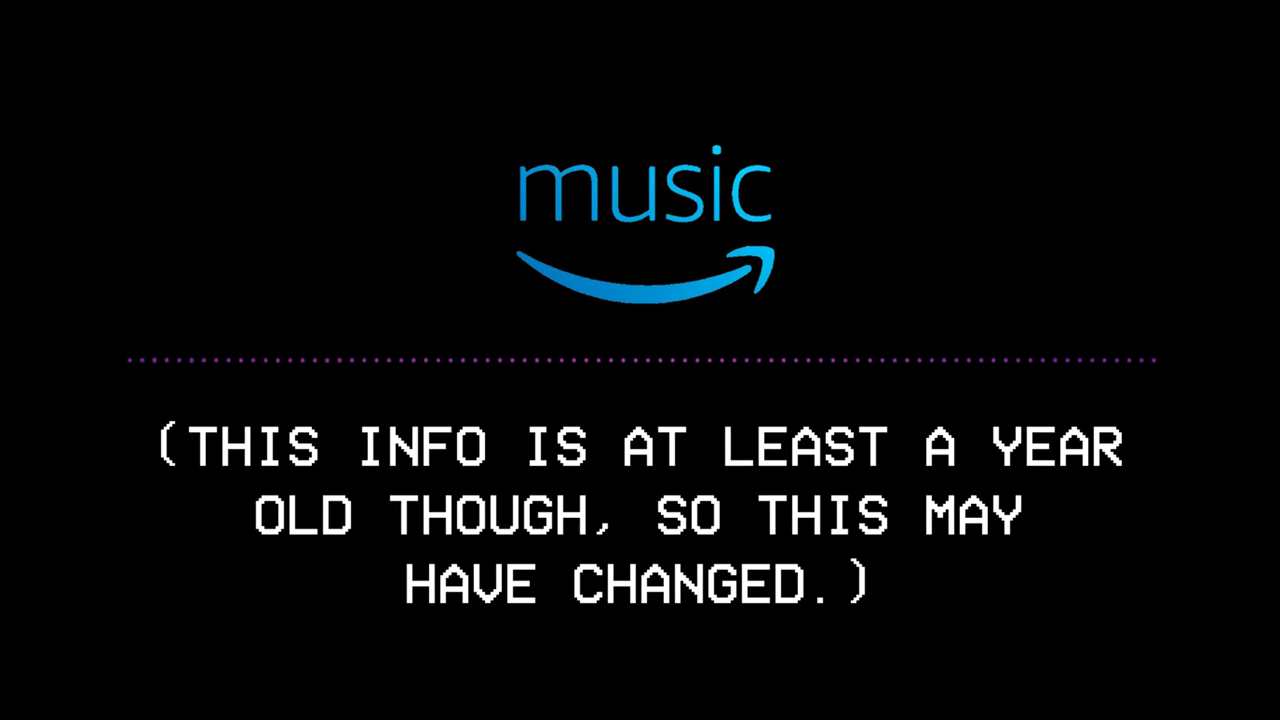 music
(THIS INFO IS AT LEAST A YEAR
OLD THOUGH, SO THIS MAY
HAVE CHANGED.)